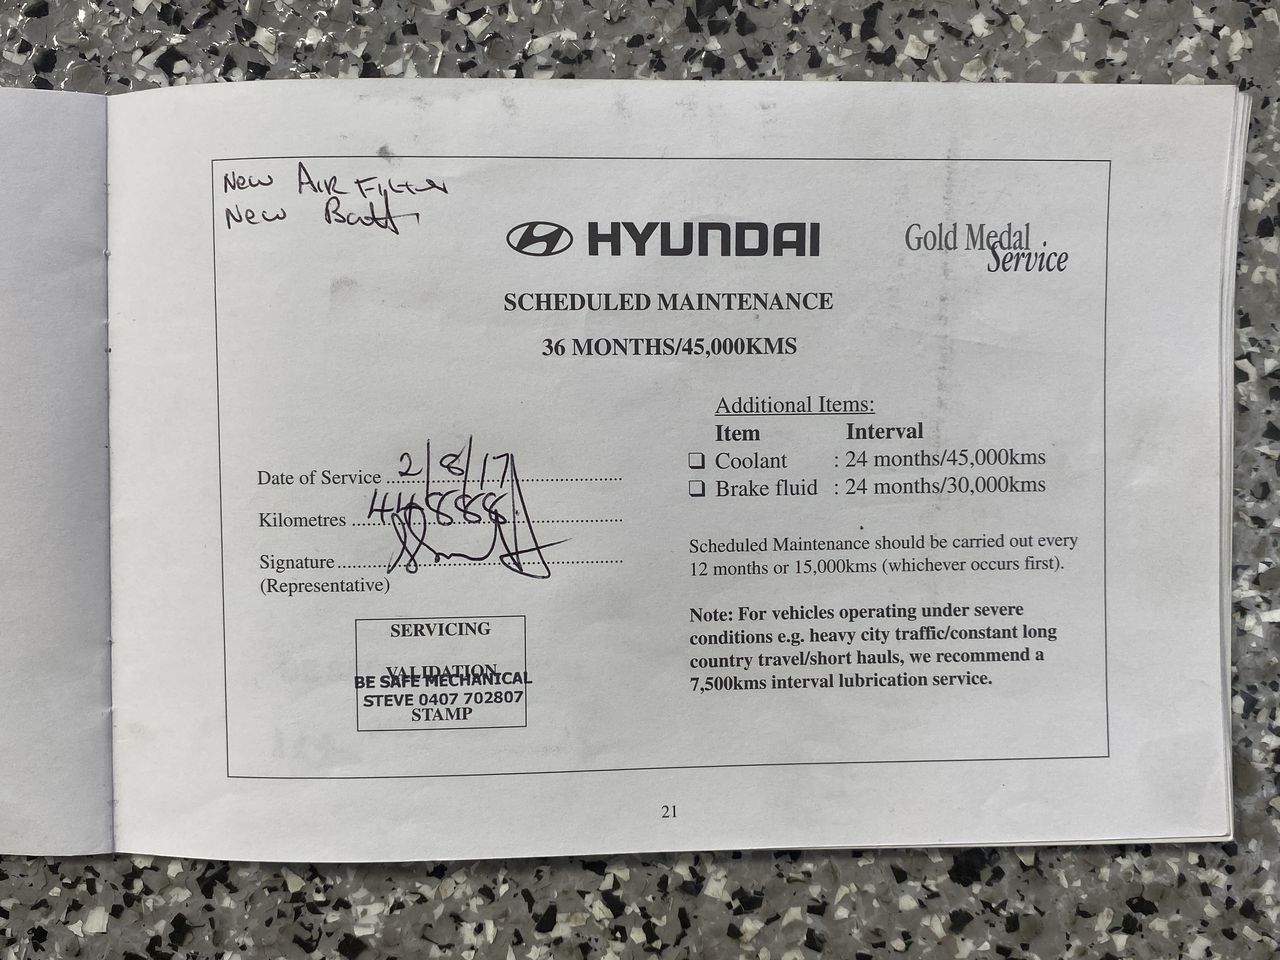 New AIR Filter
New Batt
HYUNDAI
Gold Medal
Service
SCHEDULED MAINTENANCE
36 MONTHS/45,000KMS
Additional Items:
Item Interval
❑ Coolant : 24 months/45,000kms
❑ Brake fluid : 24 months/30,000kms
Date of Service 2/8/17
Kilometres 44888
Signature
(Representative)
Scheduled Maintenance should be carried out every
12 months or 15,000kms (whichever occurs first).
Note: For vehicles operating under severe
conditions e.g. heavy city traffic/constant long
country travel/short hauls, we recommend a
7,500kms interval lubrication service.
SERVICING
VALIDATION
BE SAFE MECHANICAL
STEVE 0407 702807
STAMP
21